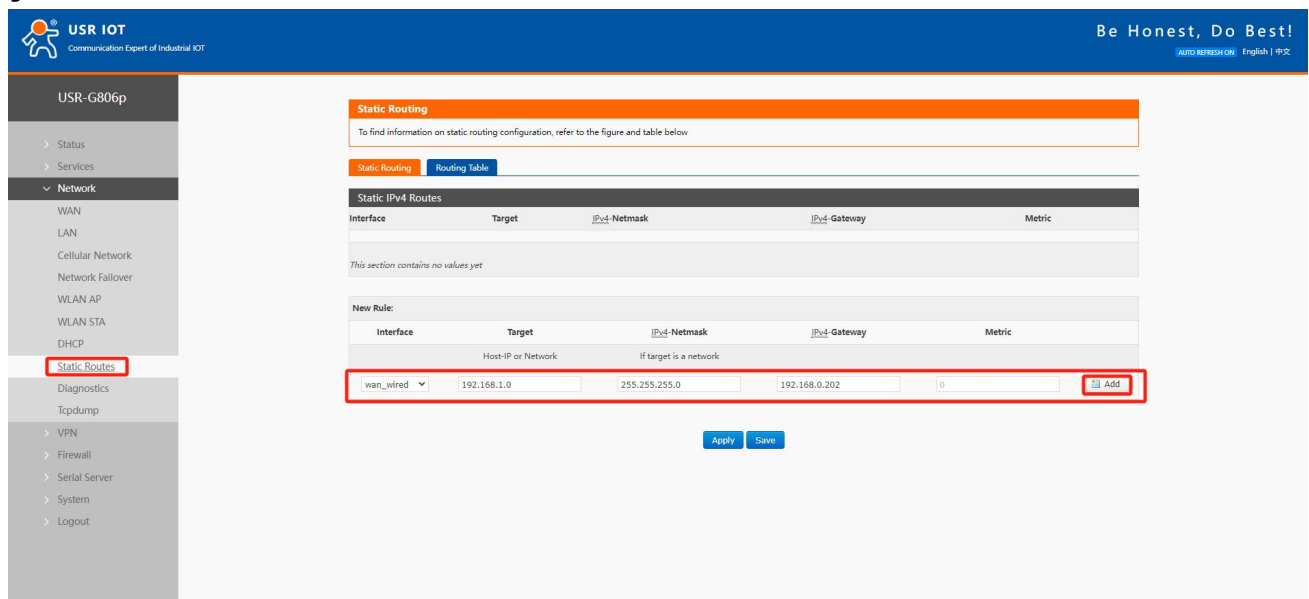 USR IOT
Communication Expert of Industrial IOT
Be Honest, Do Best!
AUTO REFRESH ON English | 中文
USR-G806p
Status
Services
Network
WAN
LAN
Cellular Network
Network Failover
WLAN AP
WLAN STA
DHCP
Static Routes
Diagnostics
Tcpdump
VPN
Firewall
Serial Server
System
Logout
Static Routing
To find information on static routing configuration, refer to the figure and table below
Static Routing Routing Table
Static IPv4 Routes
Interface Target IPv4-Netmask IPv4-Gateway Metric
This section contains no values yet
New Rule:
Interface Target IPv4-Netmask IPv4-Gateway Metric
Host-IP or Network If target is a network
wan_wired 192.168.1.0 255.255.255.0 192.168.0.202 0 Add
Apply Save